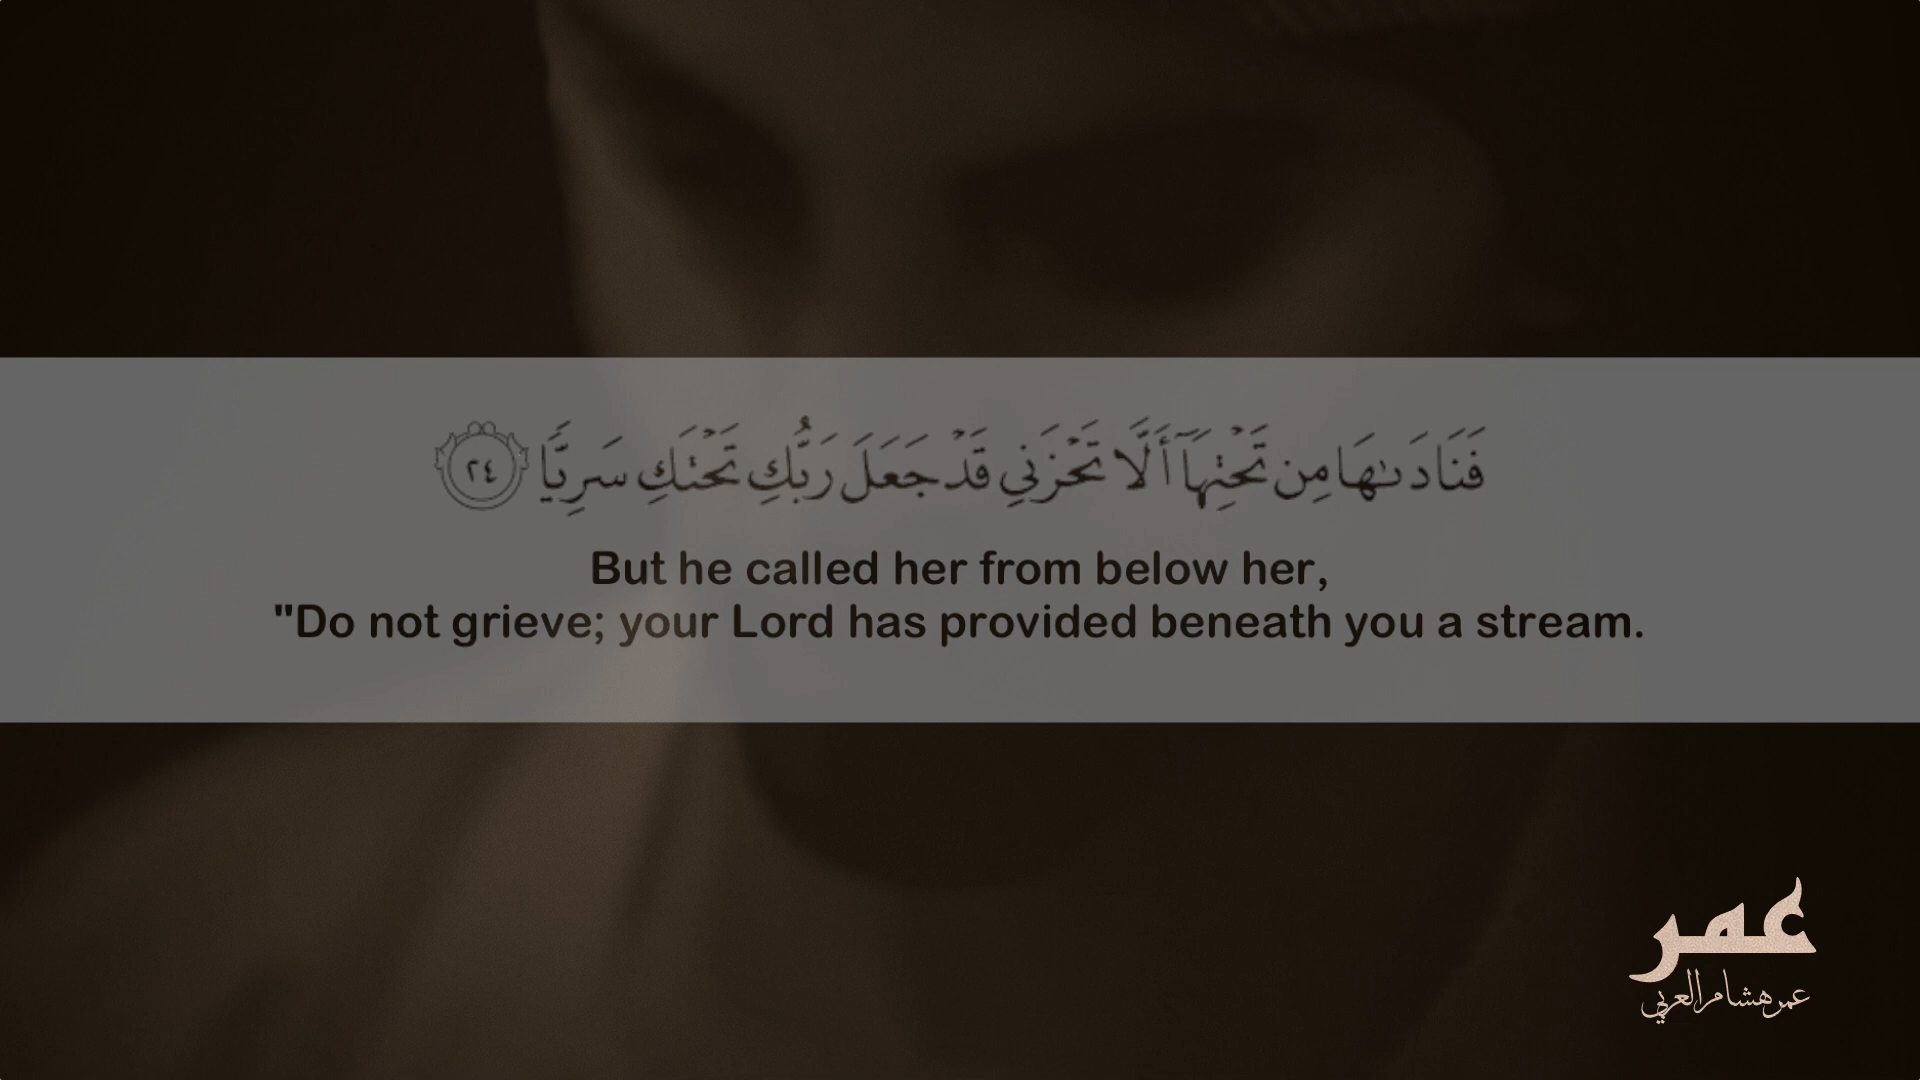 فَنَادَىٰهَا مِن تَحْتِهَآ أَلَّا تَحْزَنِي قَدْ جَعَلَ رَبُّكِ تَحْتَكِ سَرِيًّا ٢٤
But he called her from below her,
"Do not grieve; your Lord has provided beneath you a stream.
عمر
عمر هشام العربي